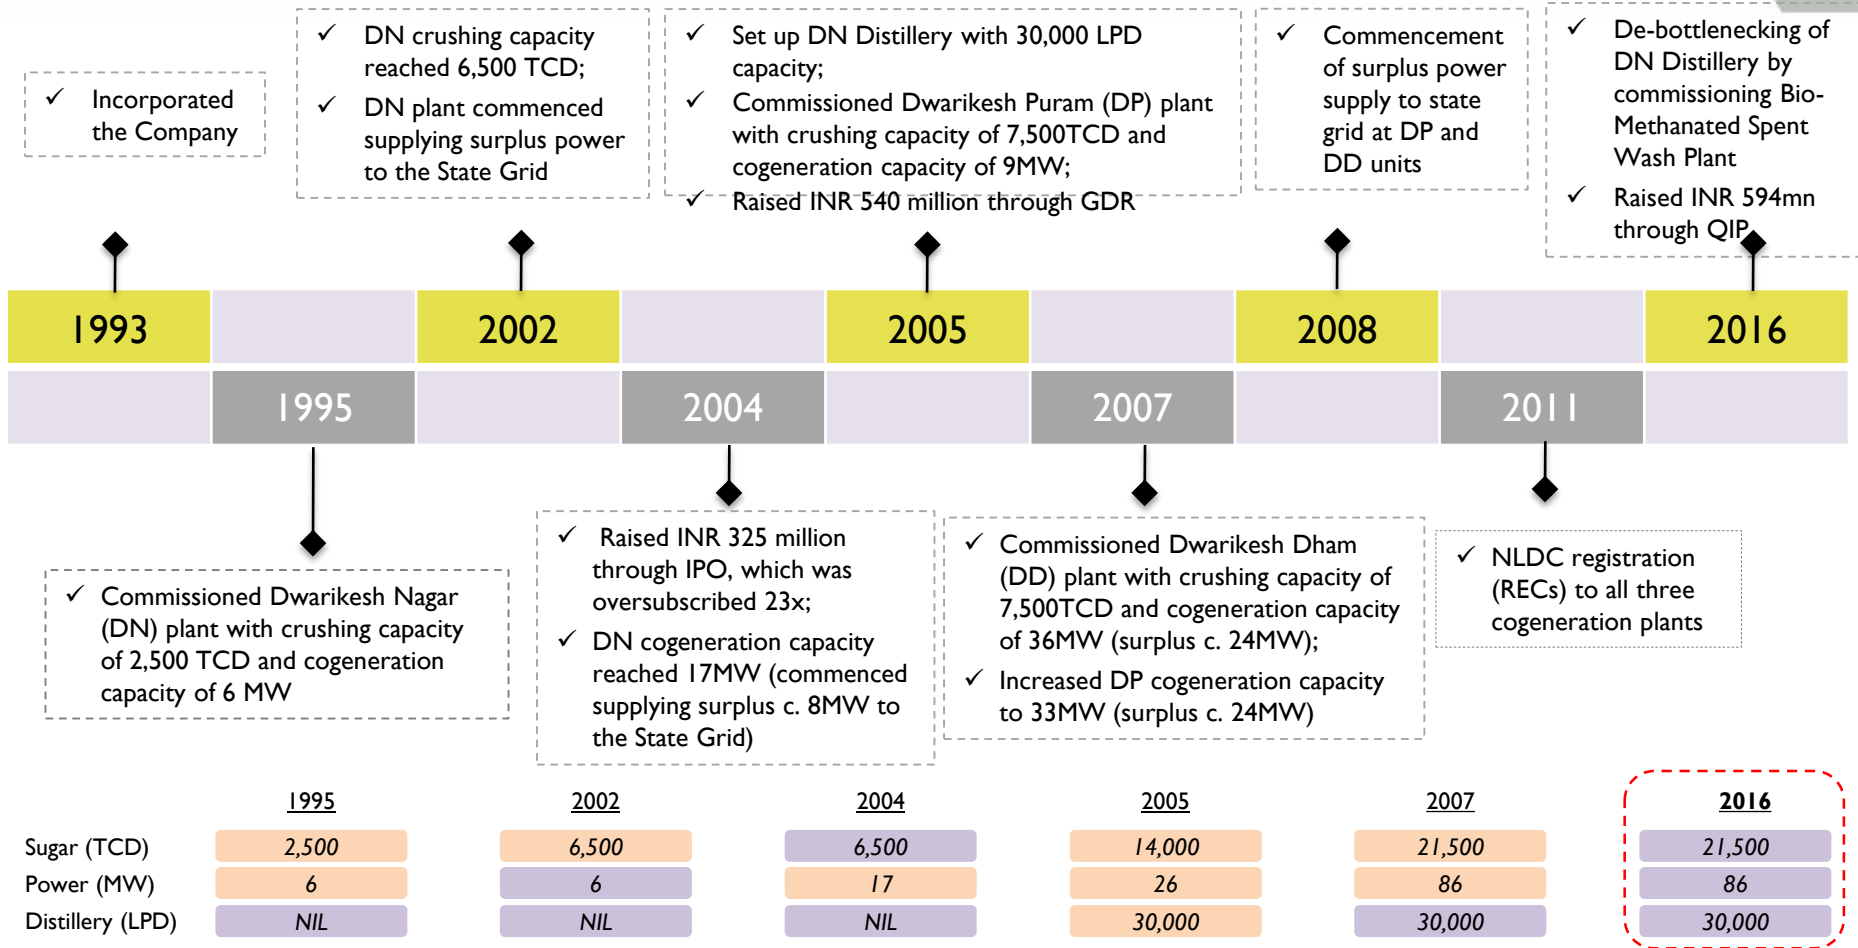 ✓ Incorporated
the Company
✓ DN crushing capacity
reached 6,500 TCD;
✓ DN plant commenced
supplying surplus power
to the State Grid
✓ Set up DN Distillery with 30,000 LPD
capacity;
✓ Commissioned Dwarikesh Puram (DP) plant
with crushing capacity of 7,500TCD and
cogeneration capacity of 9MW;
✓ Raised INR 540 million through GDR
✓ Commencement
of surplus power
supply to state
grid at DP and
DD units
✓ De-bottlenecking of
DN Distillery by
commissioning Bio-
Methanated Spent
Wash Plant
✓ Raised INR 594mn
through QIP
1993 2002 2005 2008 2016
1995 2004 2007 2011
✓ Commissioned Dwarikesh Nagar
(DN) plant with crushing capacity
of 2,500 TCD and cogeneration
capacity of 6 MW
✓ Raised INR 325 million
through IPO, which was
oversubscribed 23x;
✓ DN cogeneration capacity
reached 17MW (commenced
supplying surplus c. 8MW to
the State Grid)
✓ Commissioned Dwarikesh Dham
(DD) plant with crushing capacity of
7,500TCD and cogeneration capacity
of 36MW (surplus c. 24MW);
✓ Increased DP cogeneration capacity
to 33MW (surplus c. 24MW)
✓ NLDC registration
(RECs) to all three
cogeneration plants
1995 2002 2004 2005 2007 2016
Sugar (TCD) 2,500 6,500 6,500 14,000 21,500 21,500
Power (MW) 6 6 17 26 86 86
Distillery (LPD) NIL NIL NIL 30,000 30,000 30,000